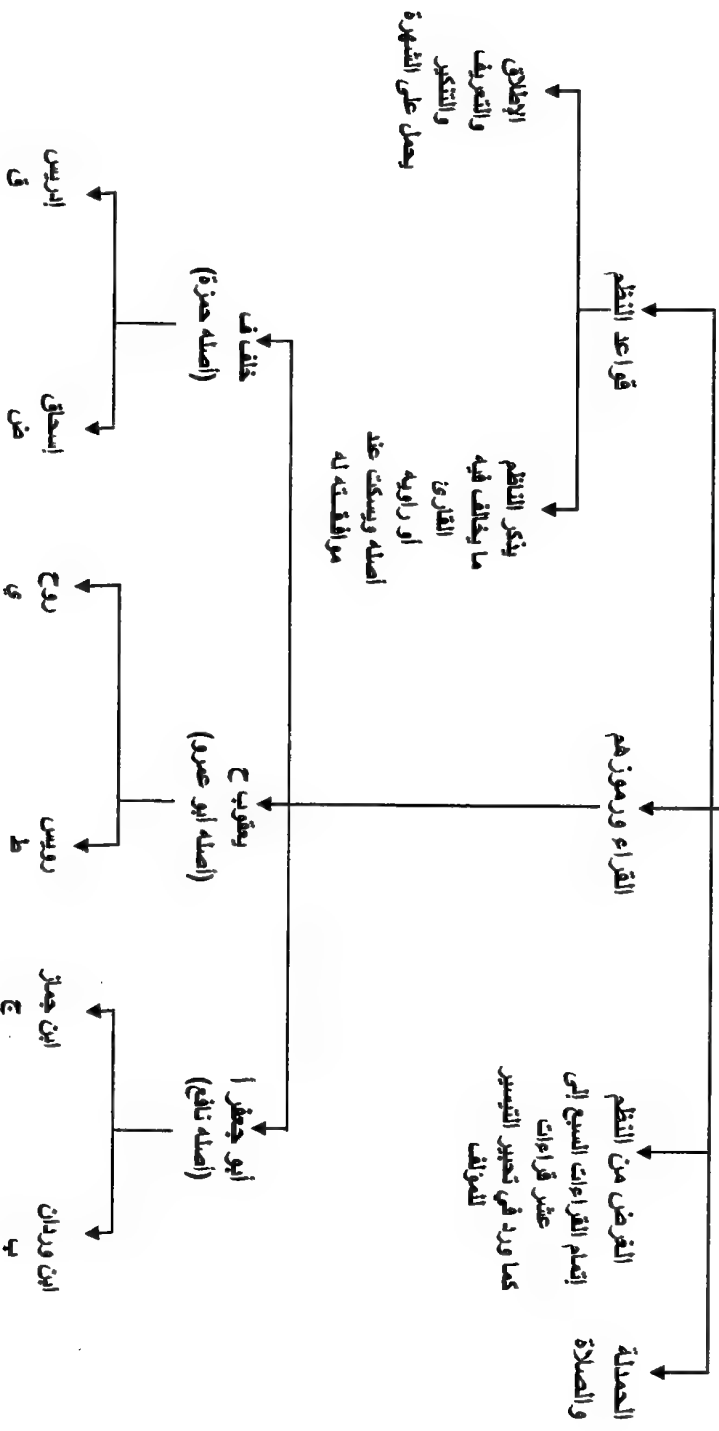 الحمدلة
والصلاة
الغرض من النظم
إتمام القراءات السبع إلى
عشر قراءات
كما ورد في تحبير التيسير
للمؤلف
القراء ورموزهم
قواعد النظم
يذكر الناظم
ما يخالف فيه
القارئ
أو راويه
أصله ويسكت عند
موافقته له
الإطلاق
والتعريف
والتنكير
يحمل على الشهرة
أبو جعفر أ
(أصله نافع)
يعقوب ح
(أصله أبو عمرو)
خلف ف
(أصله حمزة)
ابن وردان
ب
ابن جماز
ج
رويس
ط
روح
ي
إسحاق
ض
إدريس
ق